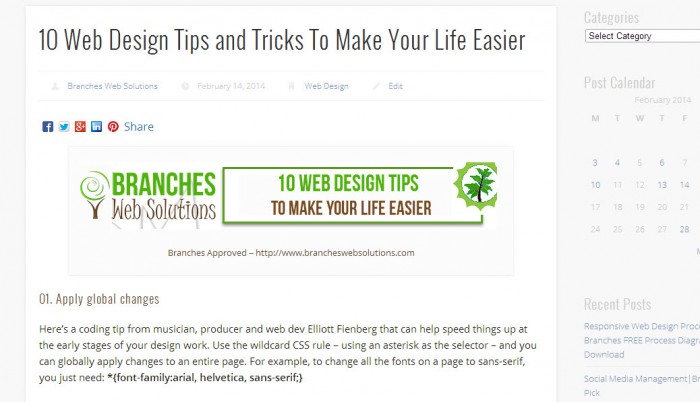 10 Web Design Tips and Tricks To Make Your Life Easier
Branches Web Solutions February 14, 2014 Web Design Edit
Share
BRANCHES
Web Solutions
10 WEB DESIGN TIPS
TO MAKE YOUR LIFE EASIER
Branches Approved – http://www.brancheswebsolutions.com
01. Apply global changes
Here's a coding tip from musician, producer and web dev Elliott Fienberg that can help speed things up at
the early stages of your design work. Use the wildcard CSS rule – using an asterisk as the selector – and you
can globally apply changes to an entire page. For example, to change all the fonts on a page to sans-serif,
you just need: *{font-family:arial, helvetica, sans-serif;}
Categories
Select Category
Post Calendar
February 2014
M T W T F S
1
3 4 5 6 7 8
10 11 12 13 14 15
17 18 19 20 21 22
24 25 26 27 28
Recent Posts
Responsive Web Design Proce
Branches FREE Process Diagra
Download
Social Media Management|Br
Pick